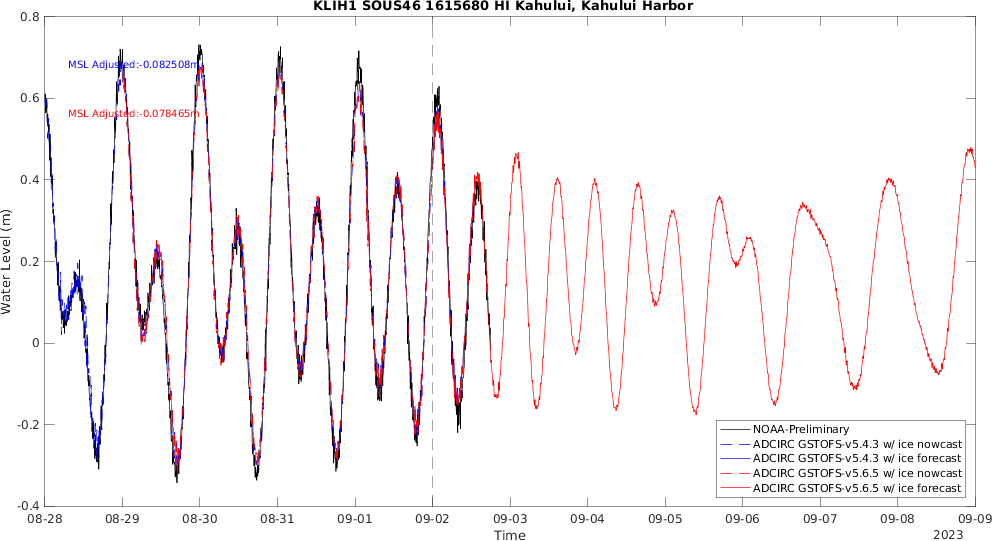 KLIH1 SOUS46 1615680 HI Kahului, Kahului Harbor
0.8
MSL Adjusted:-0.082508m
0.6
MSL Adjusted:-0.078465m
0.4
Water Level (m)
0.2
0
-0.2
NOAA-Preliminary
ADCIRC GSTOFS-v5.4.3 w/ ice nowcast
ADCIRC GSTOFS-v5.4.3 w/ ice forecast
ADCIRC GSTOFS-v5.6.5 w/ ice nowcast
ADCIRC GSTOFS-v5.6.5 w/ ice forecast
-0.4
08-28 08-29 08-30 08-31 09-01 09-02 09-03 09-04 09-05 09-06 09-07 09-08 09-09
Time
2023